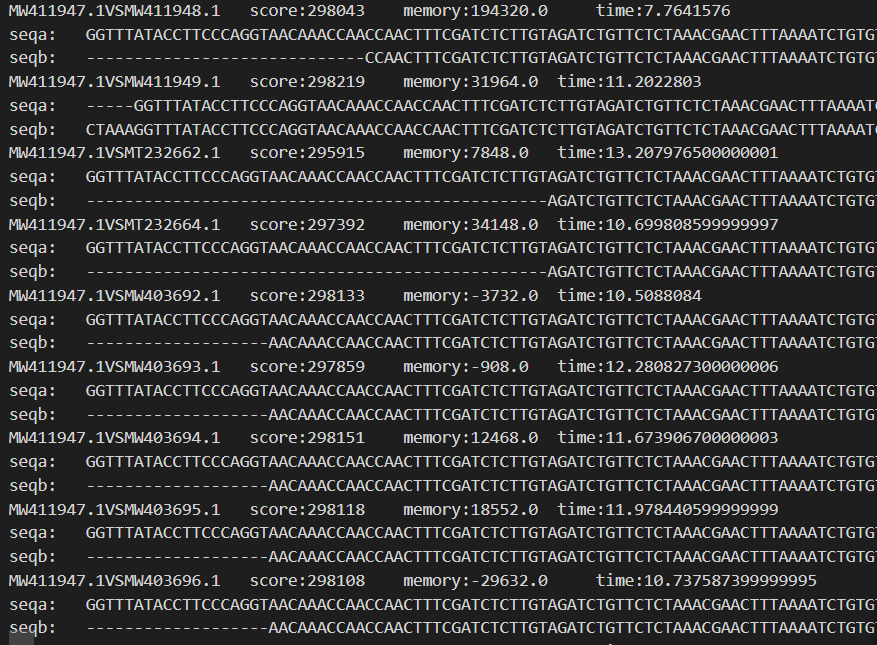 MW411947.1VSMW411948.1   score:298043    memory:194320.0     time:7.7641576
seqa:   GGTTTATACCTTCCCAGGTAACAAACCAACCAACTTTCGATCTCTTGTAGATCTGTTCTCTAAACGAACTTTAAAATCTGTG
seqb:   -----------------------------CCAACTTTCGATCTCTTGTAGATCTGTTCTCTAAACGAACTTTAAAATCTGTG
MW411947.1VSMW411949.1   score:298219    memory:31964.0  time:11.2022803
seqa:   -----GGTTTATACCTTCCCAGGTAACAAACCAACCAACTTTCGATCTCTTGTAGATCTGTTCTCTAAACGAACTTTAAAAT
seqb:   CTAAAGGTTTATACCTTCCCAGGTAACAAACCAACCAACTTTCGATCTCTTGTAGATCTGTTCTCTAAACGAACTTTAAAAT
MW411947.1VSMT232662.1   score:295915    memory:7848.0   time:13.207976500000001
seqa:   GGTTTATACCTTCCCAGGTAACAAACCAACCAACTTTCGATCTCTTGTAGATCTGTTCTCTAAACGAACTTTAAAATCTGTG
seqb:   ------------------------------------------------AGATCTGTTCTCTAAACGAACTTTAAAATCTGTG
MW411947.1VSMT232664.1   score:297392    memory:34148.0  time:10.699808599999997
seqa:   GGTTTATACCTTCCCAGGTAACAAACCAACCAACTTTCGATCTCTTGTAGATCTGTTCTCTAAACGAACTTTAAAATCTGTG
seqb:   ------------------------------------------------AGATCTGTTCTCTAAACGAACTTTAAAATCTGTG
MW411947.1VSMW403692.1   score:298133    memory:-3732.0  time:10.5088084
seqa:   GGTTTATACCTTCCCAGGTAACAAACCAACCAACTTTCGATCTCTTGTAGATCTGTTCTCTAAACGAACTTTAAAATCTGTG
seqb:   -------------------AACAAACCAACCAACTTTCGATCTCTTGTAGATCTGTTCTCTAAACGAACTTTAAAATCTGTG
MW411947.1VSMW403693.1   score:297859    memory:-908.0   time:12.280827300000006
seqa:   GGTTTATACCTTCCCAGGTAACAAACCAACCAACTTTCGATCTCTTGTAGATCTGTTCTCTAAACGAACTTTAAAATCTGTG
seqb:   -------------------AACAAACCAACCAACTTTCGATCTCTTGTAGATCTGTTCTCTAAACGAACTTTAAAATCTGTG
MW411947.1VSMW403694.1   score:298151    memory:12468.0  time:11.673906700000003
seqa:   GGTTTATACCTTCCCAGGTAACAAACCAACCAACTTTCGATCTCTTGTAGATCTGTTCTCTAAACGAACTTTAAAATCTGTG
seqb:   -------------------AACAAACCAACCAACTTTCGATCTCTTGTAGATCTGTTCTCTAAACGAACTTTAAAATCTGTG
MW411947.1VSMW403695.1   score:298118    memory:18552.0  time:11.978440599999999
seqa:   GGTTTATACCTTCCCAGGTAACAAACCAACCAACTTTCGATCTCTTGTAGATCTGTTCTCTAAACGAACTTTAAAATCTGTG
seqb:   -------------------AACAAACCAACCAACTTTCGATCTCTTGTAGATCTGTTCTCTAAACGAACTTTAAAATCTGTG
MW411947.1VSMW403696.1   score:298108    memory:-29632.0     time:10.737587399999995
seqa:   GGTTTATACCTTCCCAGGTAACAAACCAACCAACTTTCGATCTCTTGTAGATCTGTTCTCTAAACGAACTTTAAAATCTGTG
seqb:   -------------------AACAAACCAACCAACTTTCGATCTCTTGTAGATCTGTTCTCTAAACGAACTTTAAAATCTGTG